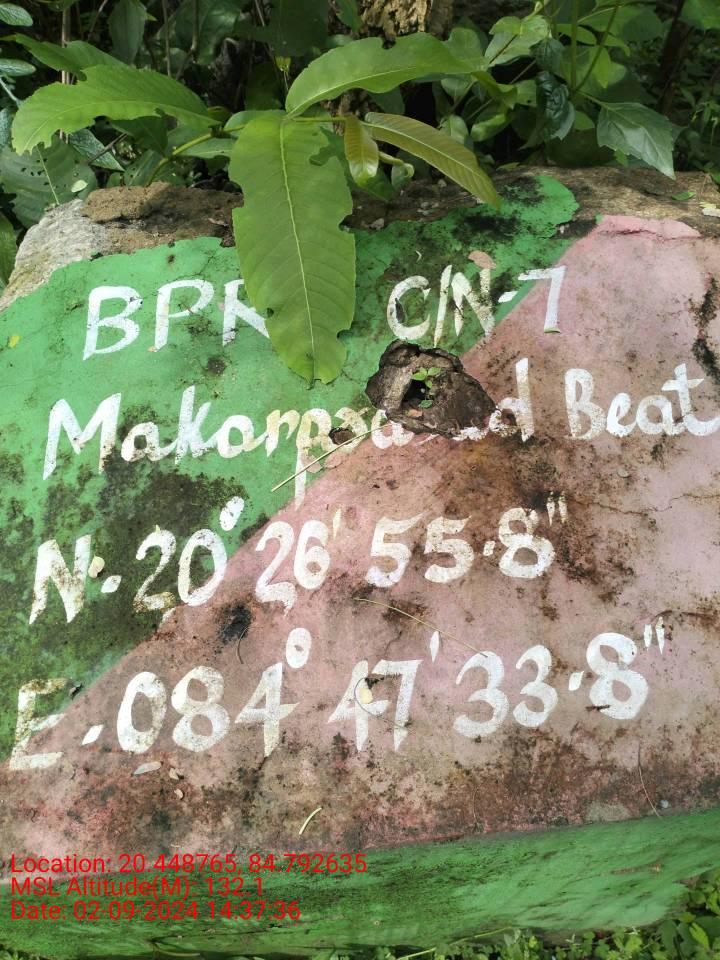 BPR C/N-7
Beat
N:-20° 26' 55.8"
E.-084° 47' 33.8"
Location: 20.448765, 84.792635
MSL Altitude(M): 132.1
Date: 02-09-2024 14:37:36